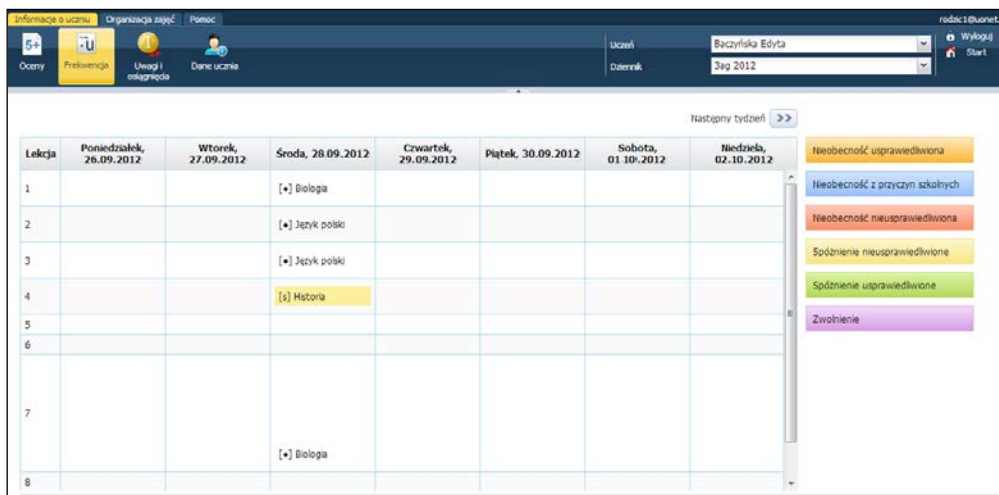 Informacje o uczniu Organizacja zajęć Pomoc rodzic1@uonet.
5+ ·U
Oceny Frekwencja Uwagi i osiągnięcia Dane ucznia
Uczeń Baczyńska Edyta Wyloguj
Dziennik 3ag 2012 Start
Następny tydzień >>
Lekcja Poniedziałek, 26.09.2012 Wtorek, 27.09.2012 Środa, 28.09.2012 Czwartek, 29.09.2012 Piątek, 30.09.2012 Sobota, 01.10.2012 Niedziela, 02.10.2012
1 [•] Biologia
2 [•] Język polski
3 [•] Język polski
4 [s] Historia
5
6
7 [•] Biologia
8
Nieobecność usprawiedliwiona
Nieobecność z przyczyn szkolnych
Nieobecność nieusprawiedliwiona
Spóźnienie nieusprawiedliwione
Spóźnienie usprawiedliwione
Zwolnienie